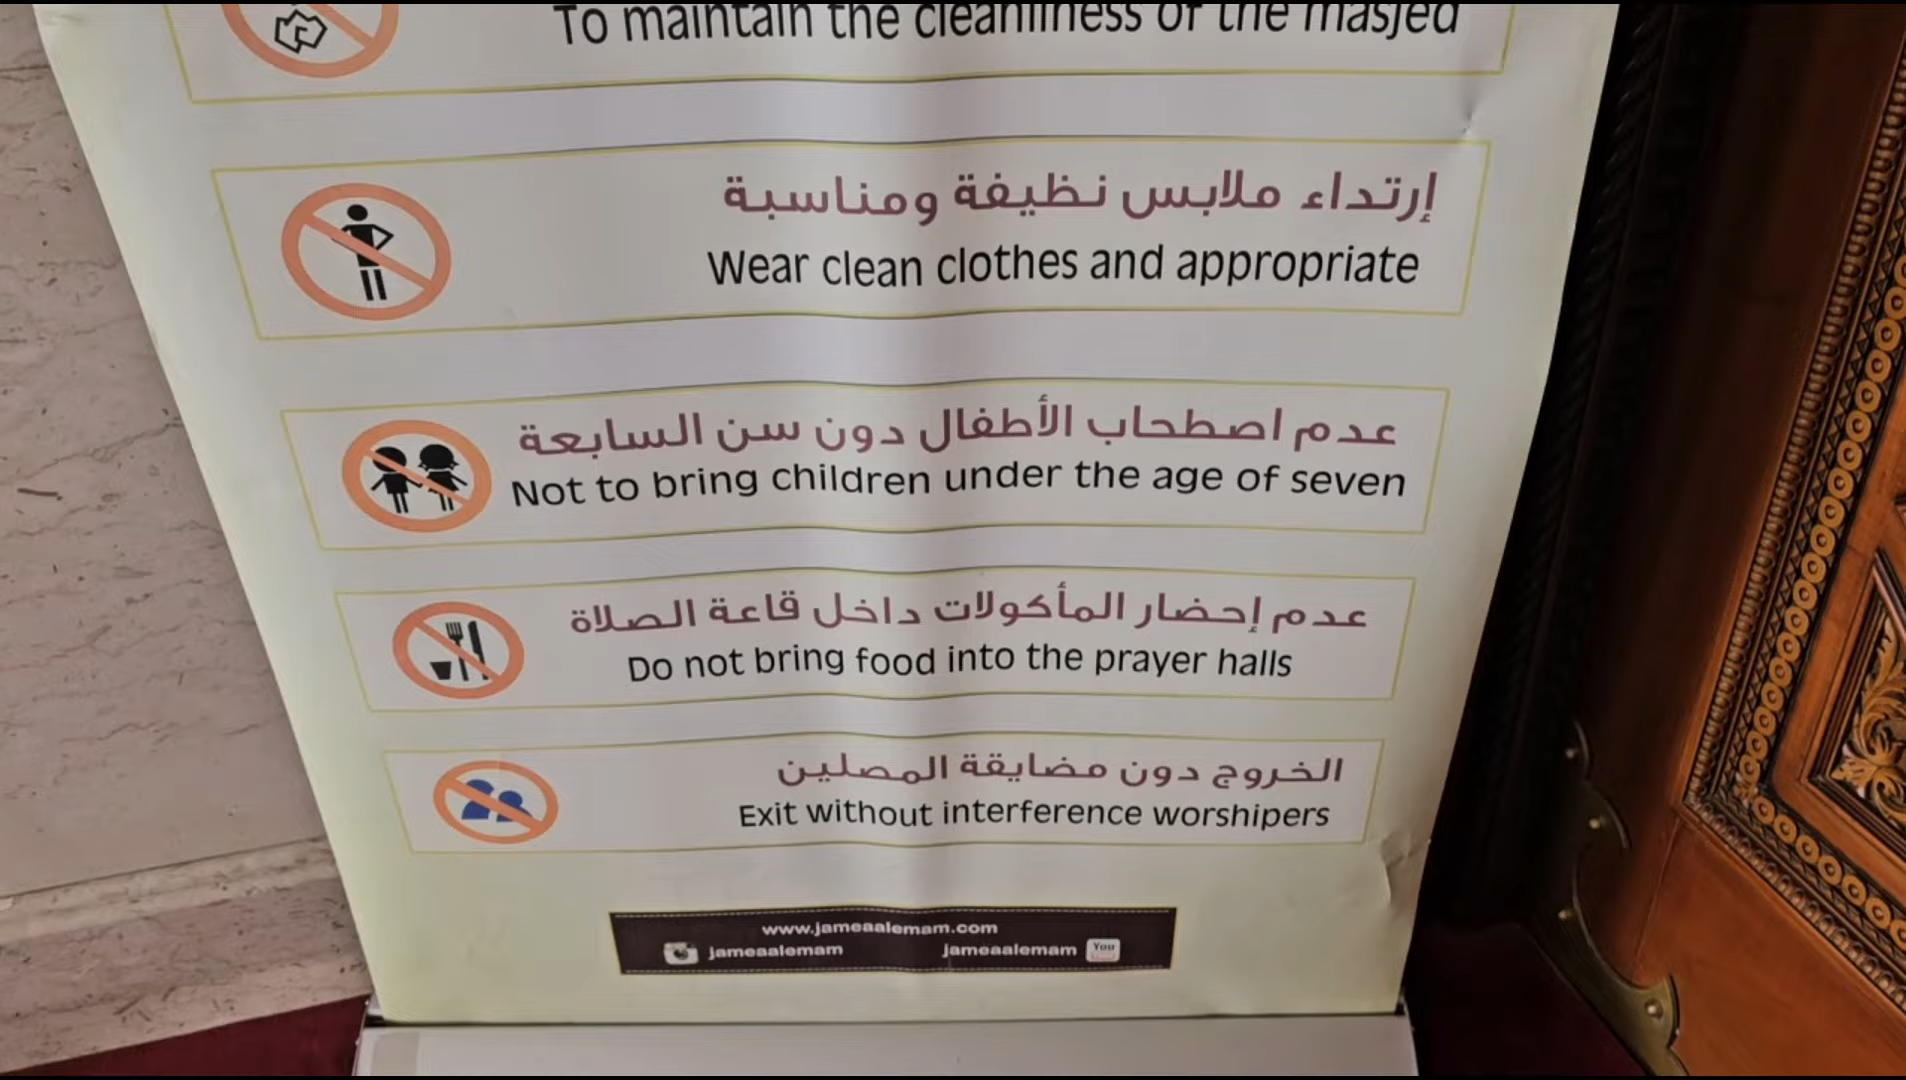 To maintain the cleanliness of the masjed
إرتداء ملابس نظيفة ومناسبة
Wear clean clothes and appropriate
عدم اصطحاب الأطفال دون سن السابعة
Not to bring children under the age of seven
عدم إحضار المأكولات داخل قاعة الصلاة
Do not bring food into the prayer halls
الخروج دون مضايقة المصلين
Exit without interference worshipers
www.jameaalemam.com
jameaalemam jameaalemam You